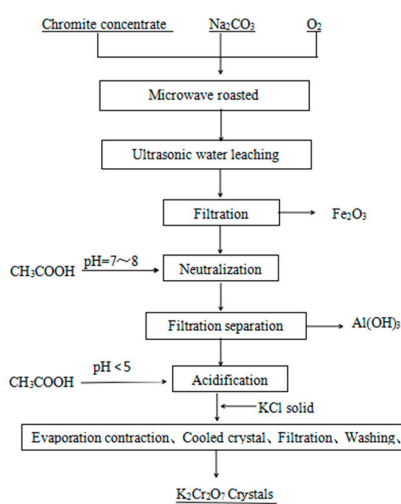 Chromite concentrate Na₂CO₃ O₂
Microwave roasted
Ultrasonic water leaching
Filtration Fe₂O₃
CH₃COOH pH=7～8 Neutralization
Filtration separation Al(OH)₃
CH₃COOH pH <5 Acidification
KCl solid
Evaporation contraction、Cooled crystal、Filtration、Washing、
K₂Cr₂O₇ Crystals